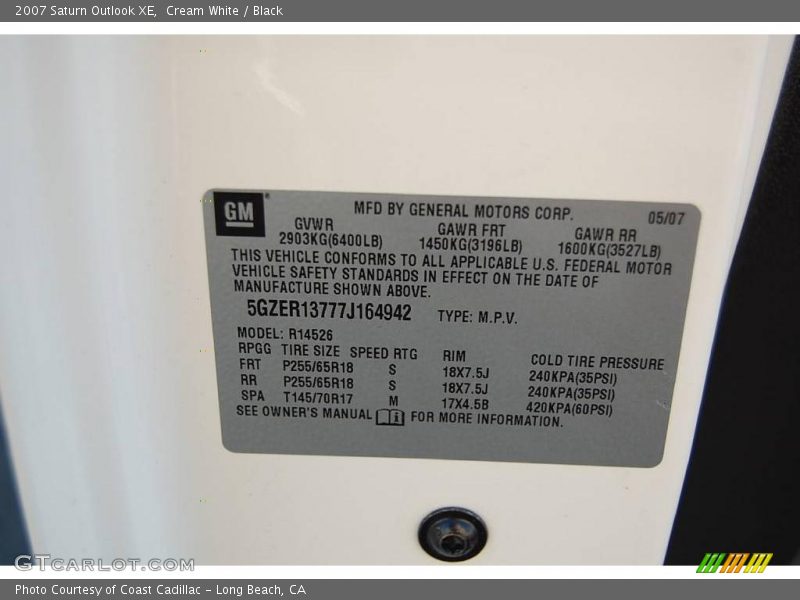 2007 Saturn Outlook XE,  Cream White / Black
GM®
MFD BY GENERAL MOTORS CORP. 05/07
GVWR GAWR FRT GAWR RR
2903KG(6400LB) 1450KG(3196LB) 1600KG(3527LB)
THIS VEHICLE CONFORMS TO ALL APPLICABLE U.S. FEDERAL MOTOR
VEHICLE SAFETY STANDARDS IN EFFECT ON THE DATE OF
MANUFACTURE SHOWN ABOVE.
5GZER13777J164942 TYPE: M.P.V.
MODEL: R14526
RPGG TIRE SIZE SPEED RTG RIM COLD TIRE PRESSURE
FRT P255/65R18 S 18X7.5J 240KPA(35PSI)
RR P255/65R18 S 18X7.5J 240KPA(35PSI)
SPA T145/70R17 M 17X4.5B 420KPA(60PSI)
SEE OWNER'S MANUAL FOR MORE INFORMATION.
GTcarlot.com
Photo Courtesy of Coast Cadillac - Long Beach, CA